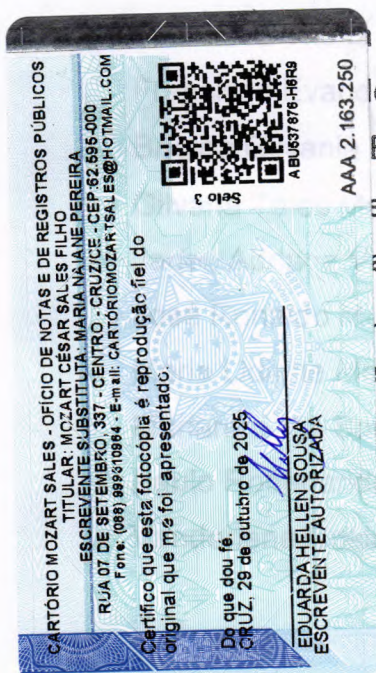 CARTÓRIO MOZART SALES - OFÍCIO DE NOTAS E DE REGISTROS PÚBLICOS
TITULAR: MOZART CÉSAR SALES FILHO
ESCREVENTE SUBSTITUTA: MARIA NAIANE PEREIRA
RUA 07 DE SETEMBRO, 337 - CENTRO - CRUZ/CE - CEP:62.595-000
Fone: (088) 999610964 - E-mail: CARTORIOMOZARTSALES@HOTMAIL.COM
Certifico que esta fotocópia é reprodução fiel do
original que me foi apresentado.
Do que dou fé.
CRUZ, 29 de outubro de 2025
EDUARDA HELLEN SOUSA
ESCREVENTE AUTORIZADA
Selo 3
ABU537876-H6R9
AAA 2.163.250